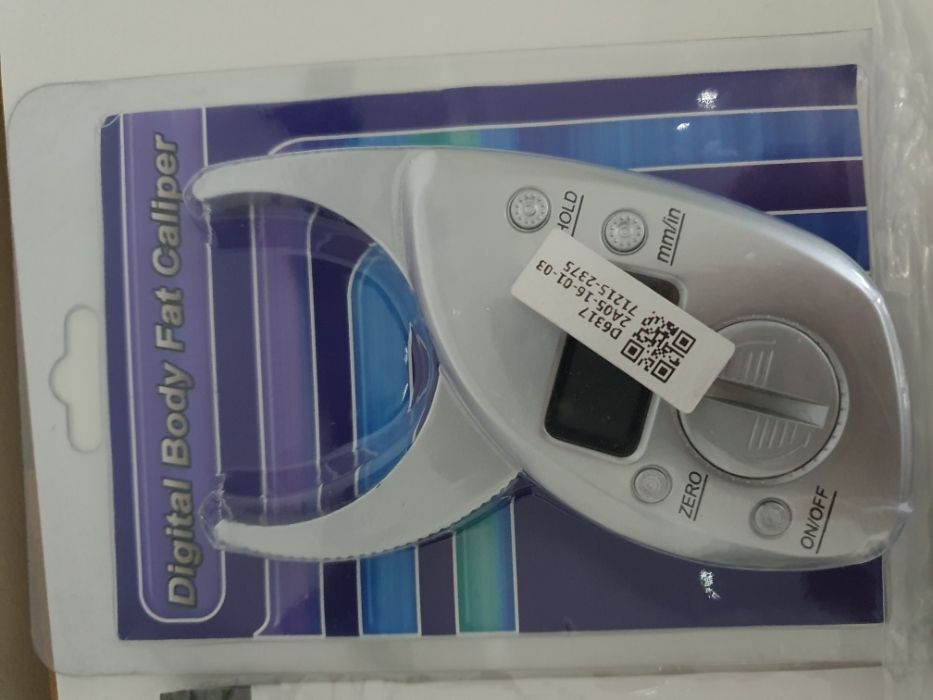 Digital Body Fat Caliper
HOLD
mm/in
D6317
2A05-16-01-03
71215-2375
ZERO
ON/OFF